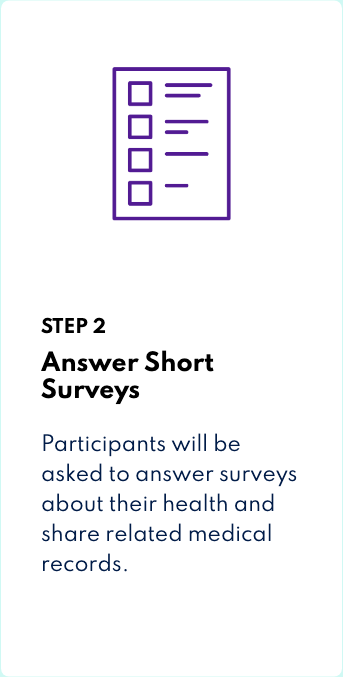 STEP 2
Answer Short
Surveys
Participants will be
asked to answer surveys
about their health and
share related medical
records.